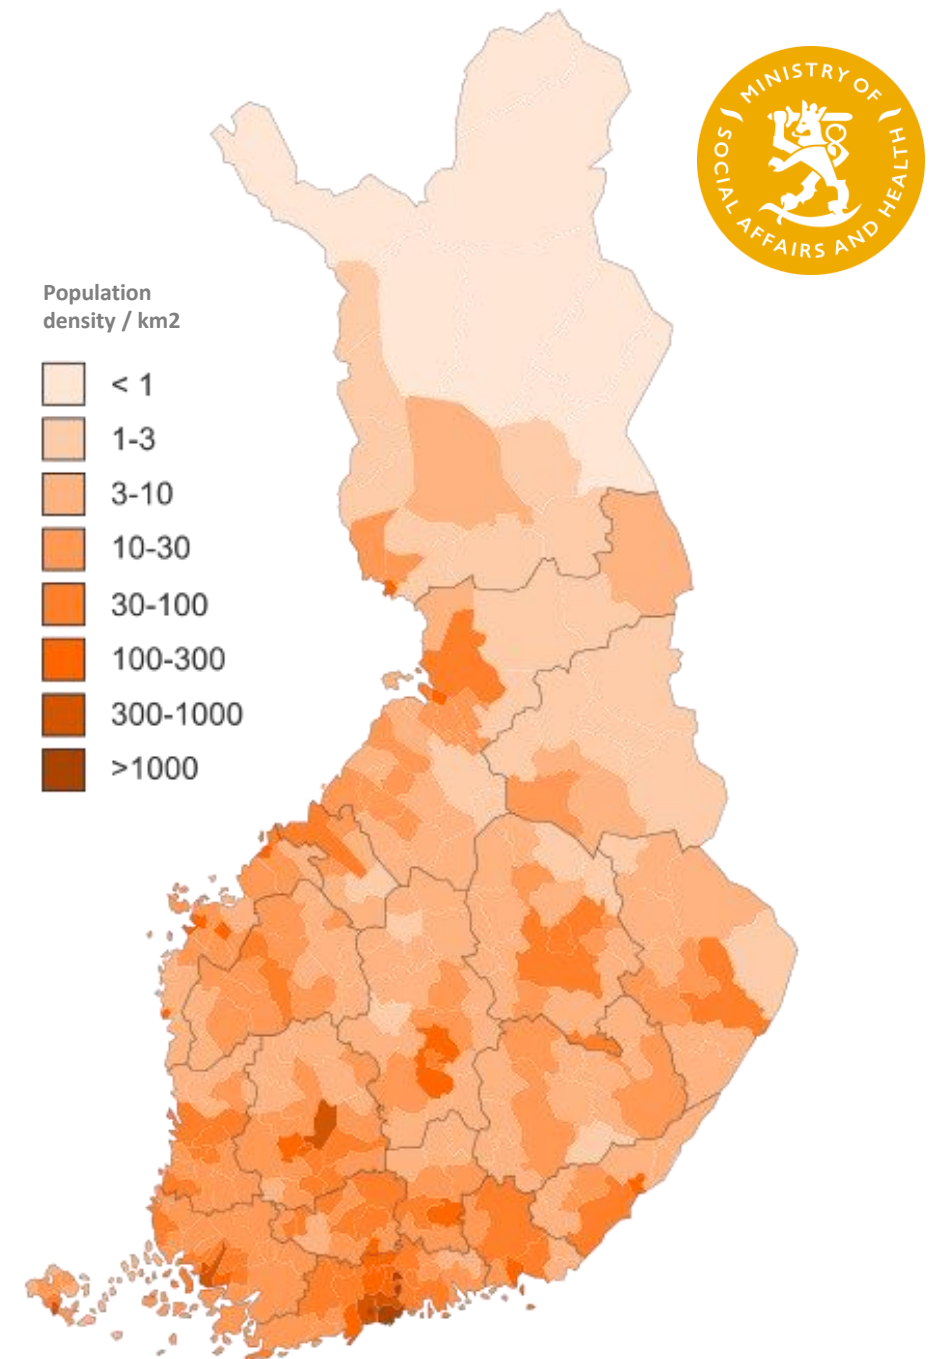 MINISTRY OF
SOCIAL AFFAIRS AND HEALTH
Population
density / km2
< 1
1-3
3-10
10-30
30-100
100-300
300-1000
>1000